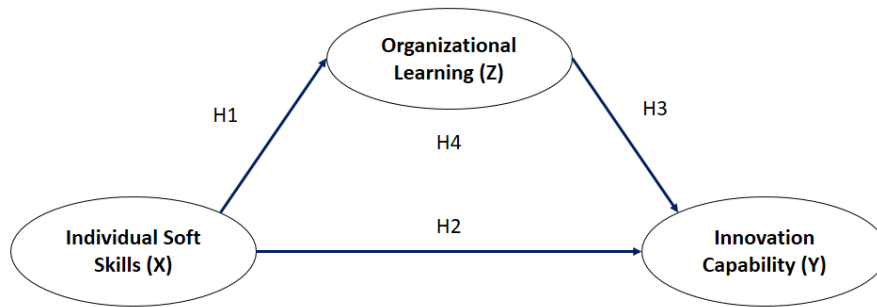 Organizational
Learning (Z)
H1
H3
H4
H2
Individual Soft
Skills (X)
Innovation
Capability (Y)